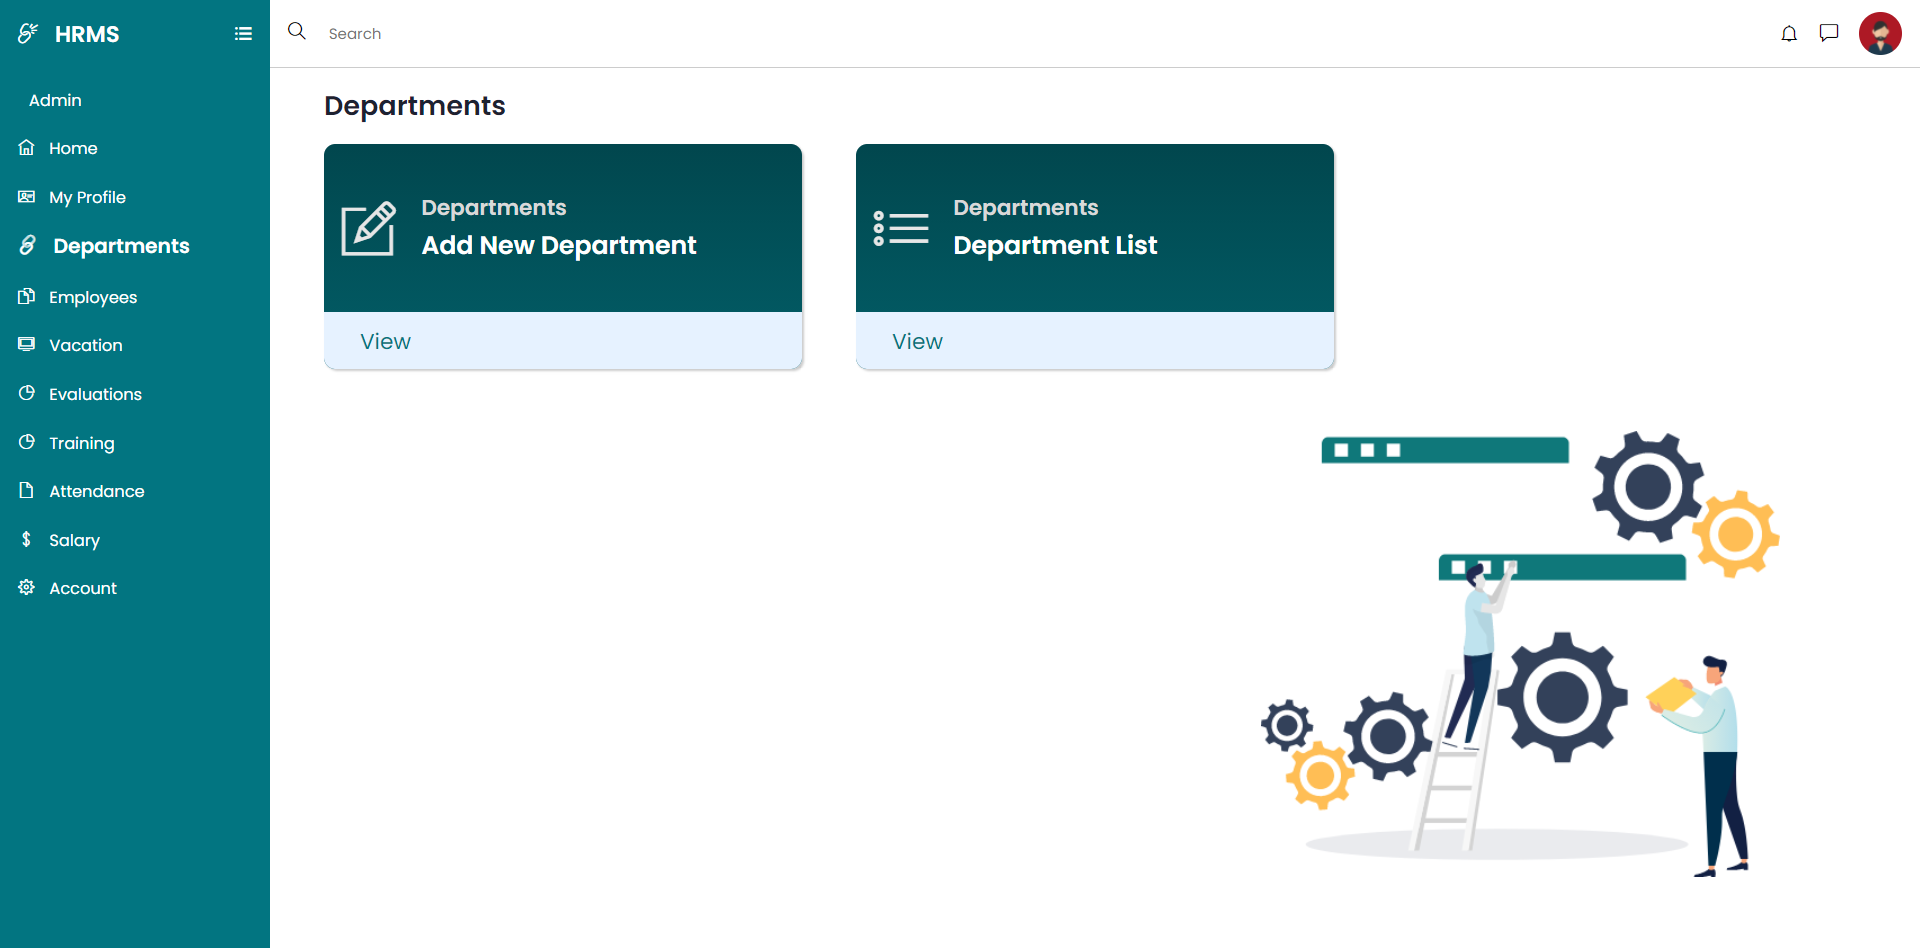 HRMS
Search
Admin
Home
My Profile
Departments
Employees
Vacation
Evaluations
Training
Attendance
Salary
Account
Departments
Departments
Add New Department
View
Departments
Department List
View